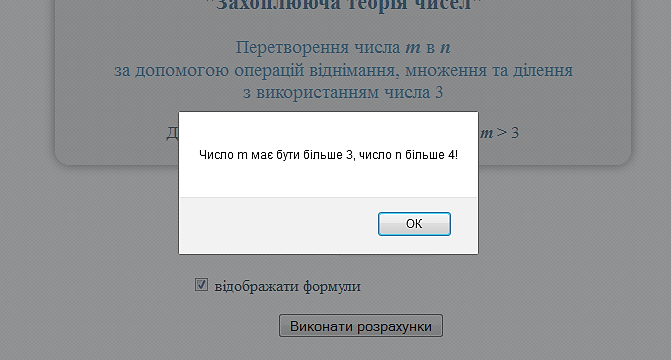 "Захоплююча теорія чисел"
Перетворення числа m в n
за допомогою операцій віднімання, множення та ділення
з використанням числа 3
Д m > 3
Число m має бути більше 3, число n більше 4!
OK
відображати формули
Виконати розрахунки